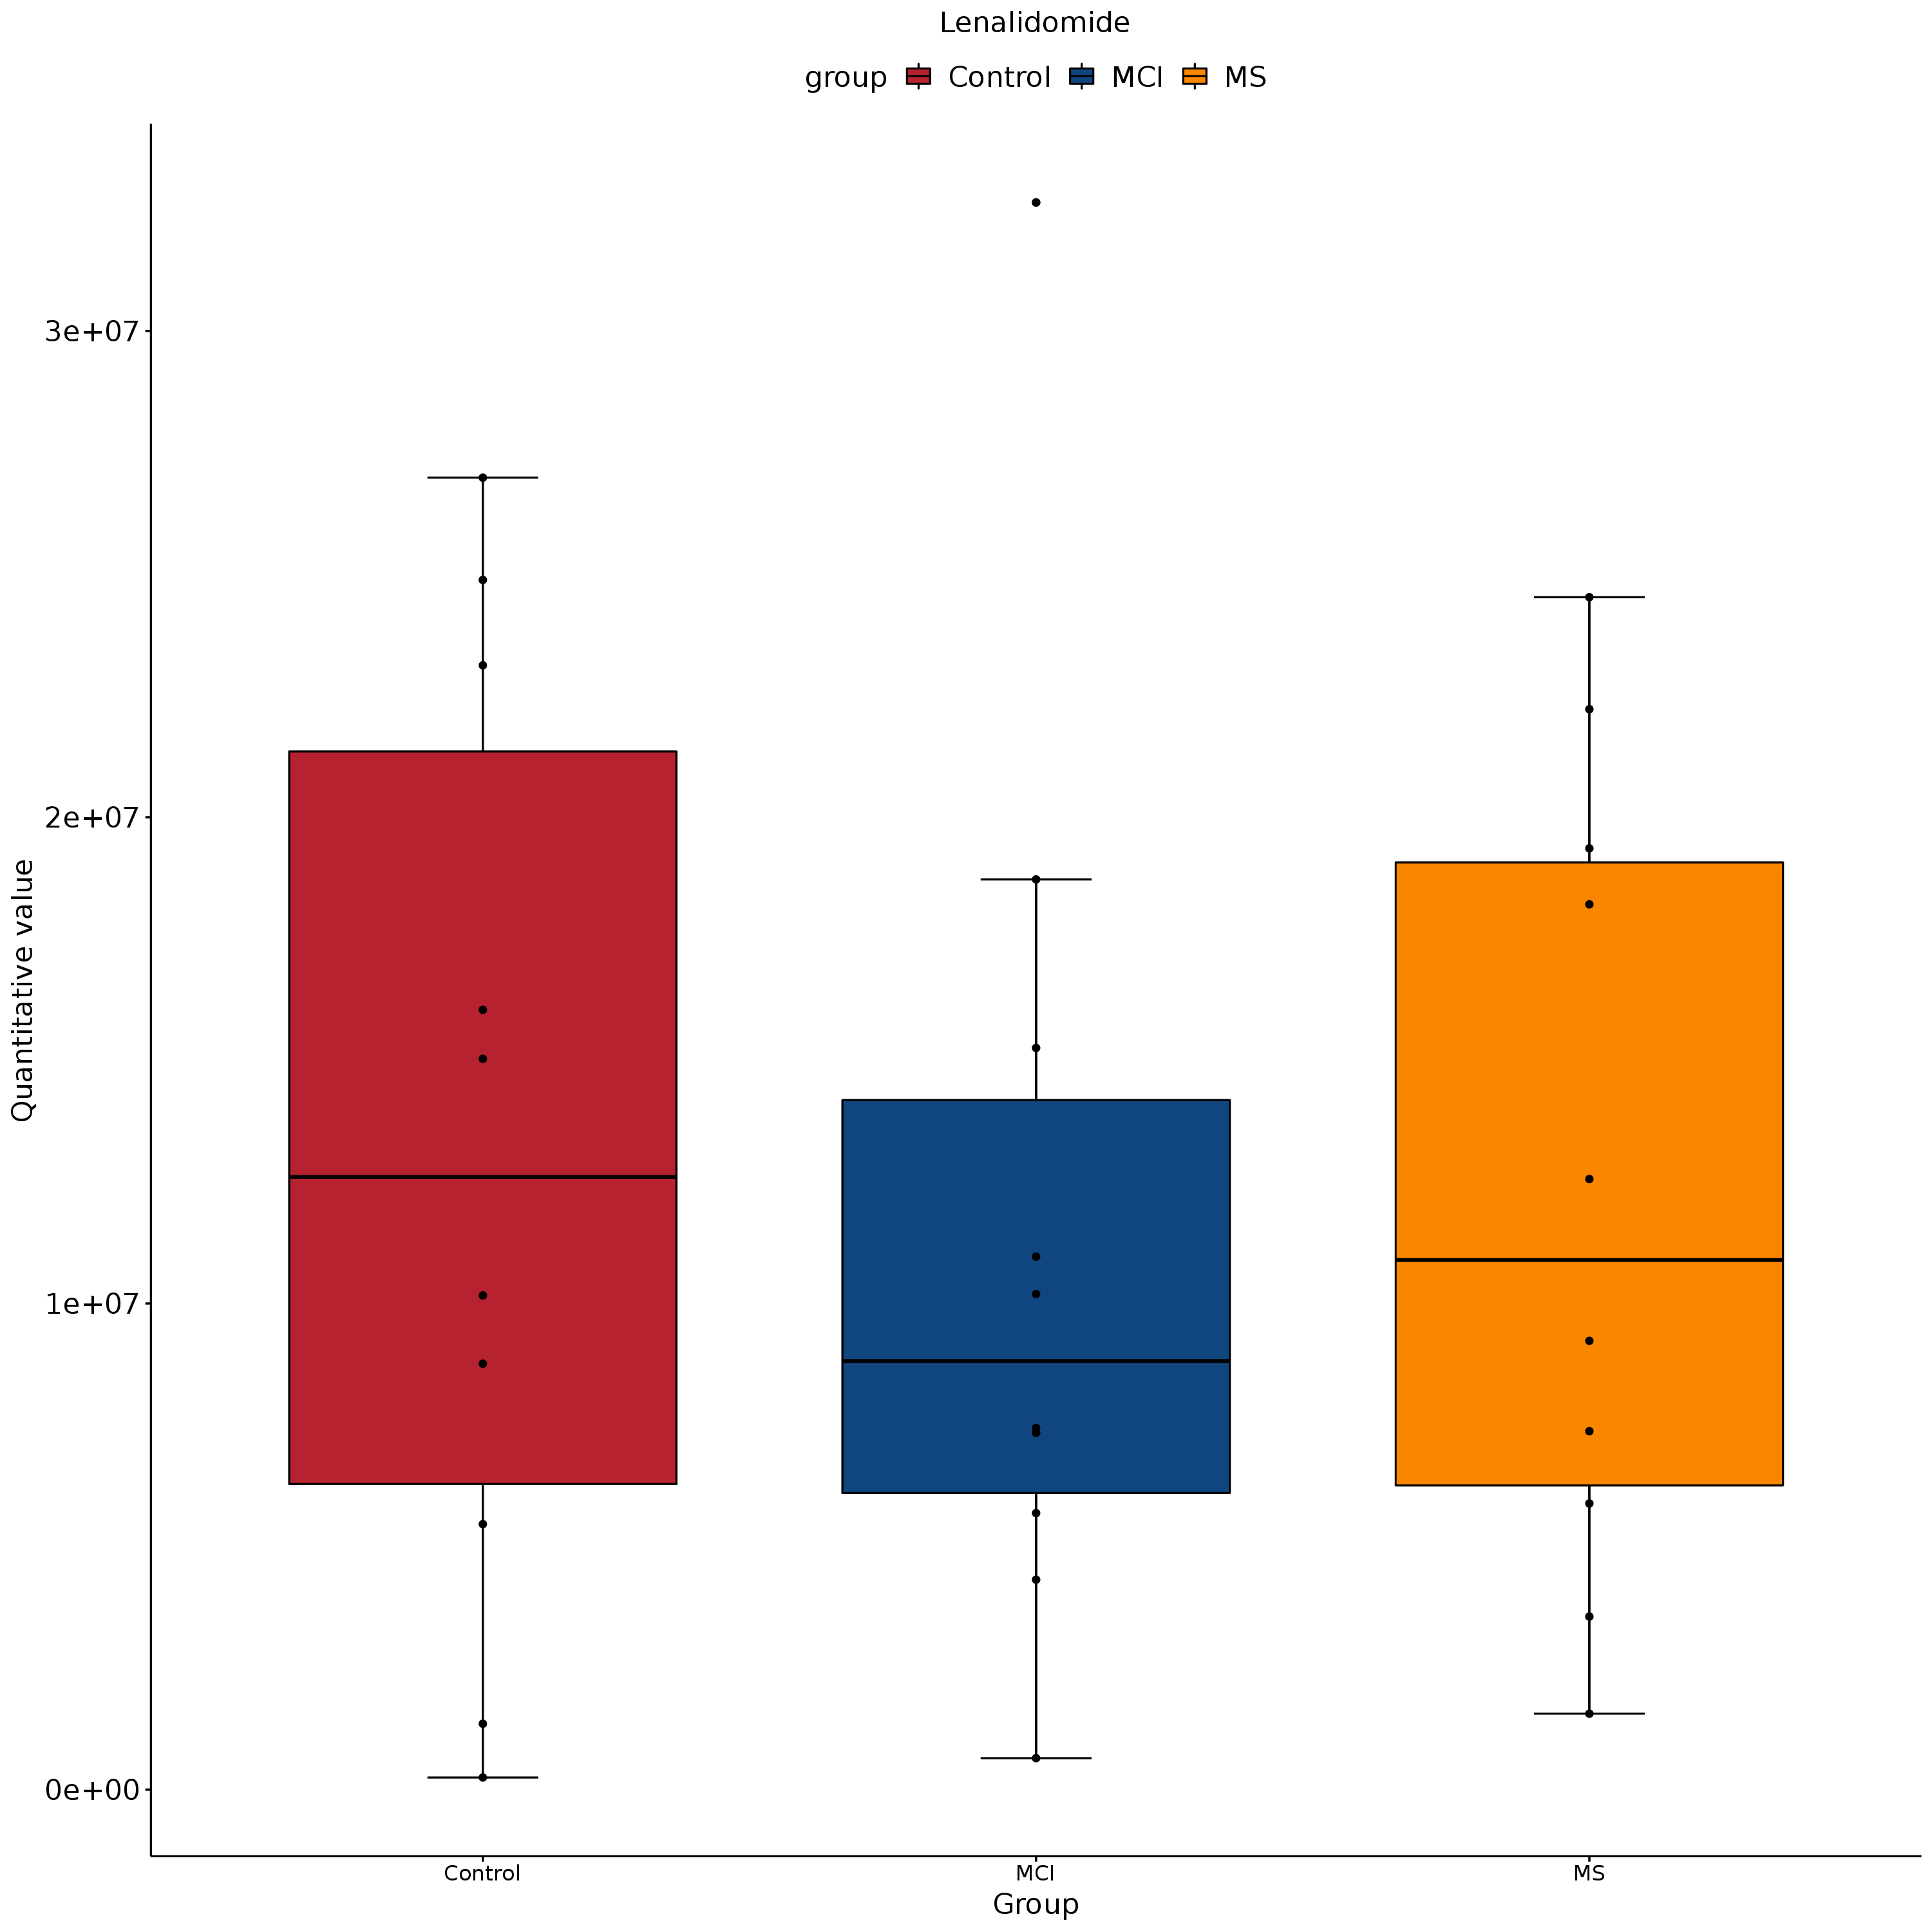 Lenalidomide
group Control MCI MS
3e+07
2e+07
1e+07
0e+00
Quantitative value
Control MCI MS
Group